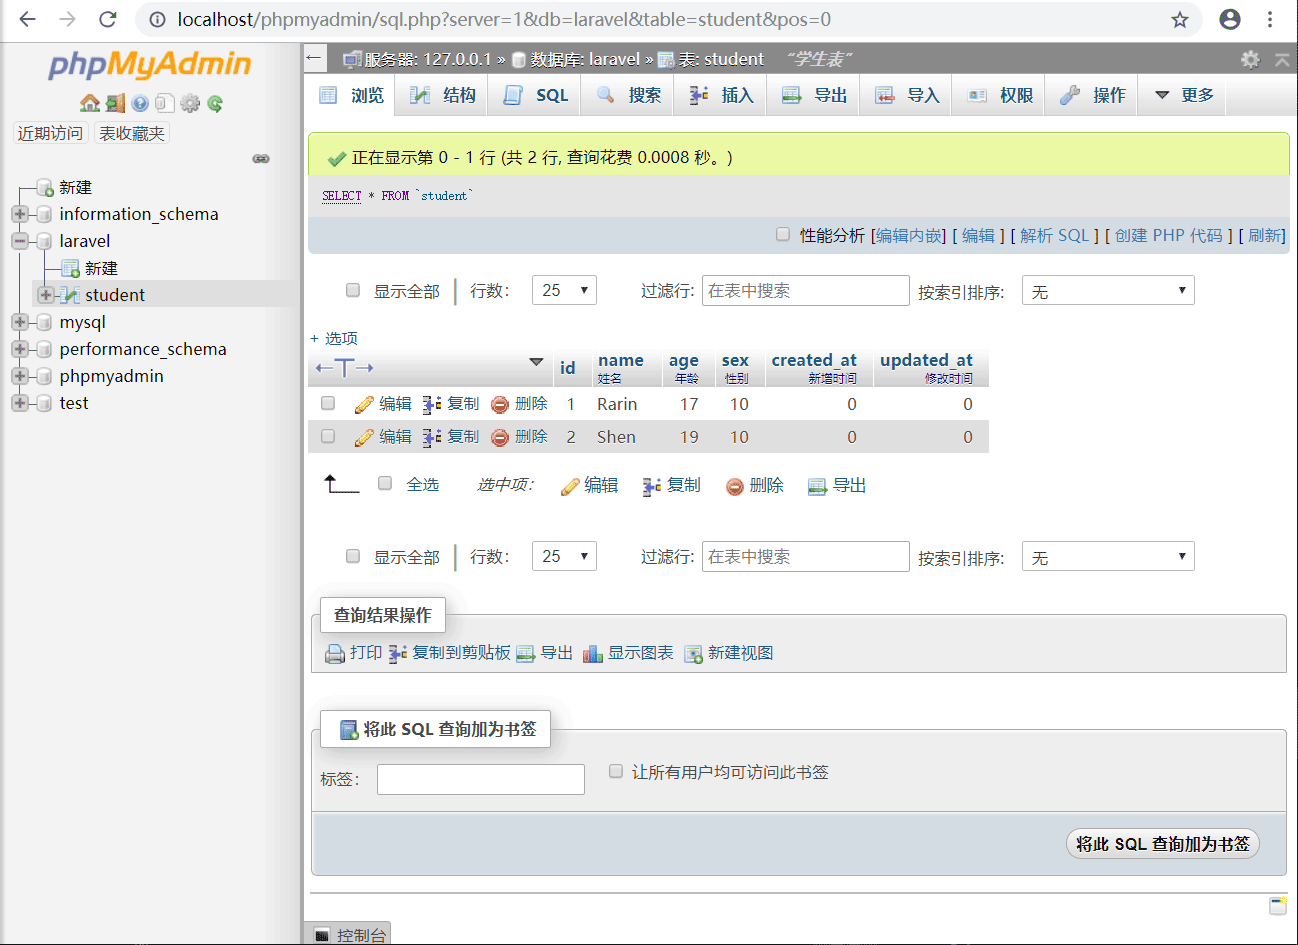 localhost/phpmyadmin/sql.php?server=1&db=laravel&table=student&pos=0
phpMyAdmin
近期访问 表收藏夹
新建
information_schema
laravel
新建
student
mysql
performance_schema
phpmyadmin
test
服务器: 127.0.0.1 » 数据库: laravel » 表: student “学生表”
浏览 结构 SQL 搜索 插入 导出 导入 权限 操作 更多
正在显示第 0 - 1 行 (共 2 行, 查询花费 0.0008 秒。)
SELECT * FROM `student`
性能分析 [编辑内嵌] [ 编辑 ] [ 解析 SQL ] [ 创建 PHP 代码 ] [ 刷新]
显示全部 行数: 25 过滤行: 在表中搜索 按索引排序: 无
+ 选项
←T→ id name age sex created_at updated_at
姓名 年龄 性别 新增时间 修改时间
编辑 复制 删除 1 Rarin 17 10 0 0
编辑 复制 删除 2 Shen 19 10 0 0
全选 选中项: 编辑 复制 删除 导出
显示全部 行数: 25 过滤行: 在表中搜索 按索引排序: 无
查询结果操作
打印 复制到剪贴板 导出 显示图表 新建视图
将此 SQL 查询加为书签
标签: 让所有用户均可访问此书签
将此 SQL 查询加为书签
控制台